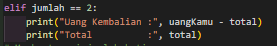 elif jumlah == 2:
    print("Uang Kembalian :", uangKamu - total)
    print("Total          :", total)